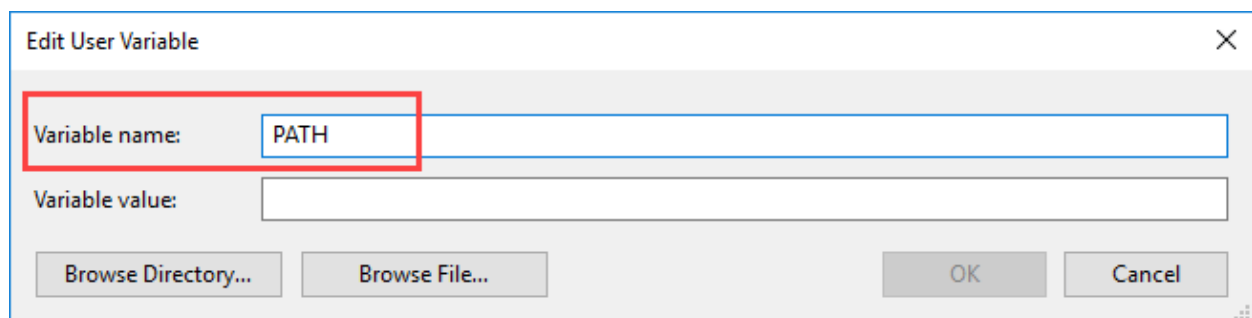 Edit User Variable
Variable name: PATH
Variable value:
Browse Directory... Browse File... OK Cancel